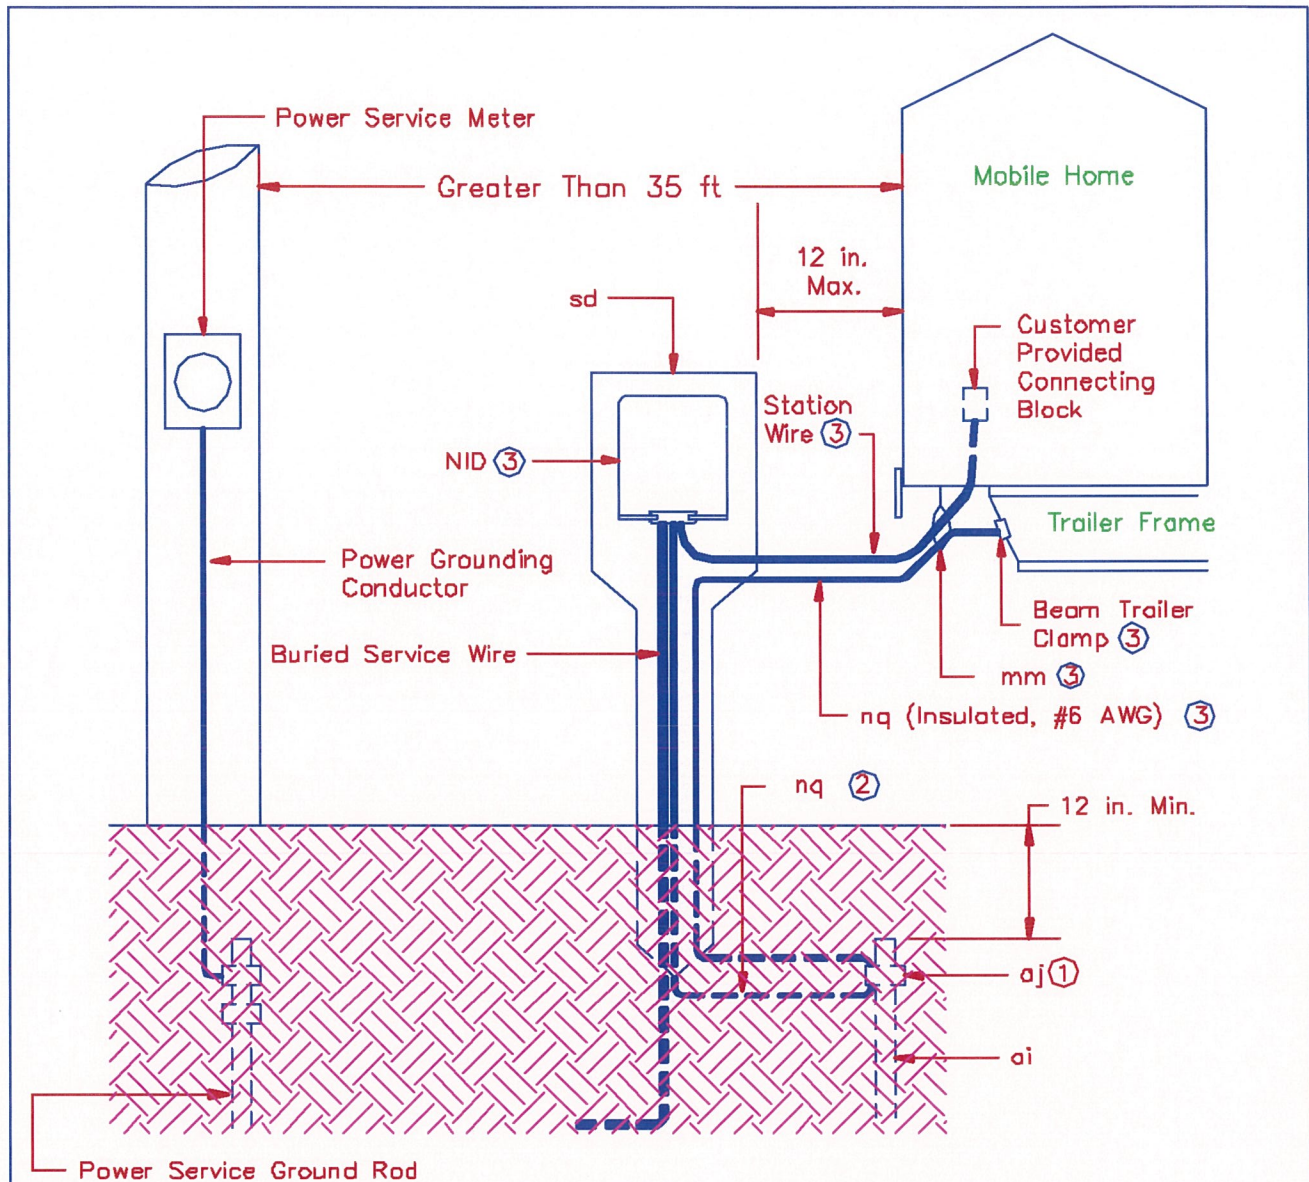 Power Service Meter
Greater Than 35 ft
Mobile Home
12 in.
Max.
sd
Customer
Provided
Connecting
Block
Station
Wire 3
NID 3
Trailer Frame
Power Grounding
Conductor
Beam Trailer
Clamp 3
Buried Service Wire
mm 3
nq (Insulated, #6 AWG) 3
nq 2
12 in. Min.
aj 1
ai
Power Service Ground Rod